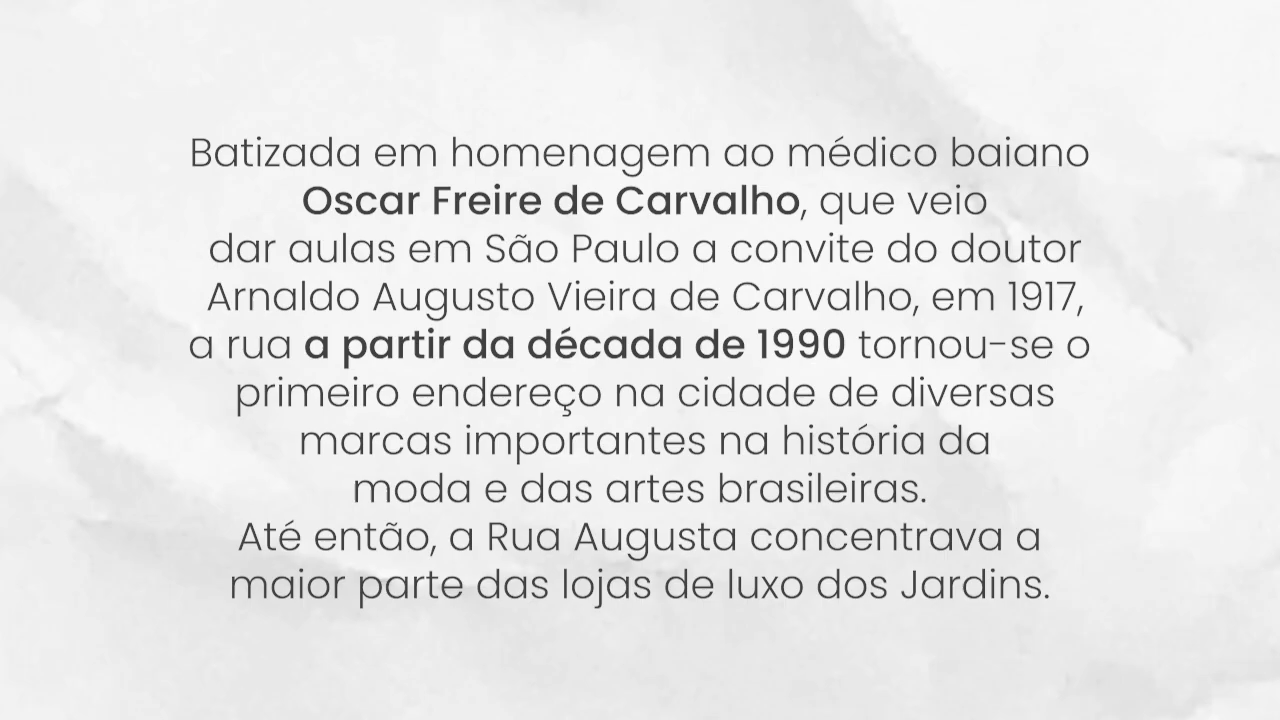 Batizada em homenagem ao médico baiano
Oscar Freire de Carvalho, que veio
dar aulas em São Paulo a convite do doutor
Arnaldo Augusto Vieira de Carvalho, em 1917,
a rua a partir da década de 1990 tornou-se o
primeiro endereço na cidade de diversas
marcas importantes na história da
moda e das artes brasileiras.
Até então, a Rua Augusta concentrava a
maior parte das lojas de luxo dos Jardins.